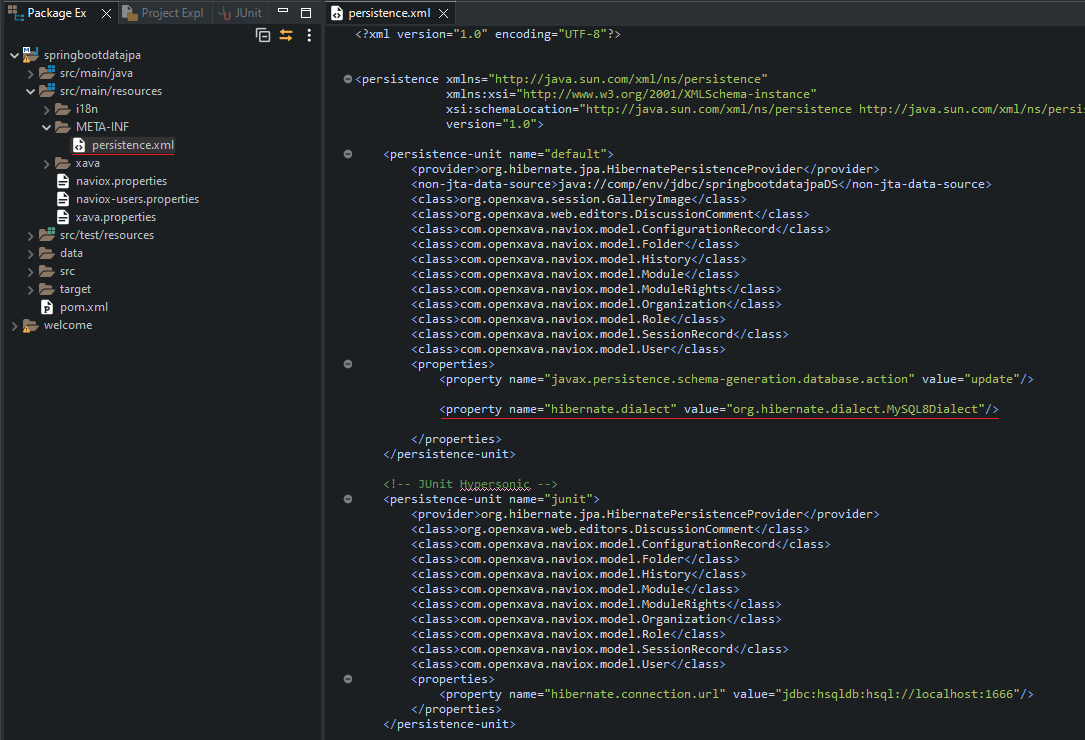 Package Ex
Project Expl
JUnit
springbootdatajpa
src/main/java
src/main/resources
i18n
META-INF
persistence.xml
xava
naviox.properties
naviox-users.properties
xava.properties
src/test/resources
data
src
target
pom.xml
welcome
persistence.xml
<?xml version="1.0" encoding="UTF-8"?>
<persistence xmlns="http://java.sun.com/xml/ns/persistence"
xmlns:xsi="http://www.w3.org/2001/XMLSchema-instance"
xsi:schemaLocation="http://java.sun.com/xml/ns/persistence http://java.sun.com/xml/ns/persis
version="1.0">
<persistence-unit name="default">
<provider>org.hibernate.jpa.HibernatePersistenceProvider</provider>
<non-jta-data-source>java://comp/env/jdbc/springbootdatajpaDS</non-jta-data-source>
<class>org.openxava.session.GalleryImage</class>
<class>org.openxava.web.editors.DiscussionComment</class>
<class>com.openxava.naviox.model.ConfigurationRecord</class>
<class>com.openxava.naviox.model.Folder</class>
<class>com.openxava.naviox.model.History</class>
<class>com.openxava.naviox.model.Module</class>
<class>com.openxava.naviox.model.ModuleRights</class>
<class>com.openxava.naviox.model.Organization</class>
<class>com.openxava.naviox.model.Role</class>
<class>com.openxava.naviox.model.SessionRecord</class>
<class>com.openxava.naviox.model.User</class>
<properties>
<property name="javax.persistence.schema-generation.database.action" value="update"/>
<property name="hibernate.dialect" value="org.hibernate.dialect.MySQL8Dialect"/>
</properties>
</persistence-unit>
<!-- JUnit Hypersonic -->
<persistence-unit name="junit">
<provider>org.hibernate.jpa.HibernatePersistenceProvider</provider>
<class>org.openxava.web.editors.DiscussionComment</class>
<class>com.openxava.naviox.model.ConfigurationRecord</class>
<class>com.openxava.naviox.model.Folder</class>
<class>com.openxava.naviox.model.History</class>
<class>com.openxava.naviox.model.Module</class>
<class>com.openxava.naviox.model.ModuleRights</class>
<class>com.openxava.naviox.model.Organization</class>
<class>com.openxava.naviox.model.Role</class>
<class>com.openxava.naviox.model.SessionRecord</class>
<class>com.openxava.naviox.model.User</class>
<properties>
<property name="hibernate.connection.url" value="jdbc:hsqldb:hsql://localhost:1666"/>
</properties>
</persistence-unit>